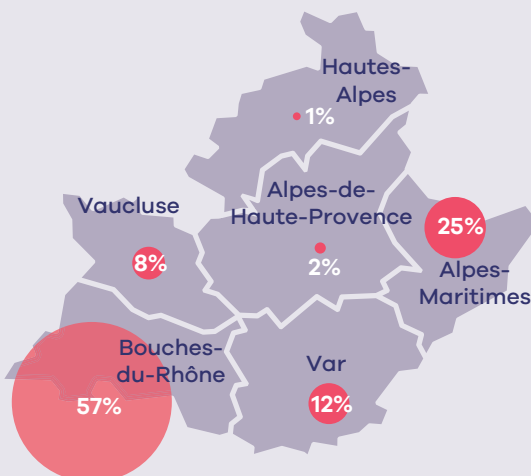 Hautes-
Alpes
1%
Alpes-de-
Haute-Provence
2%
Vaucluse
8%
25%
Alpes-
Maritimes
Bouches-
du-Rhône
57%
Var
12%